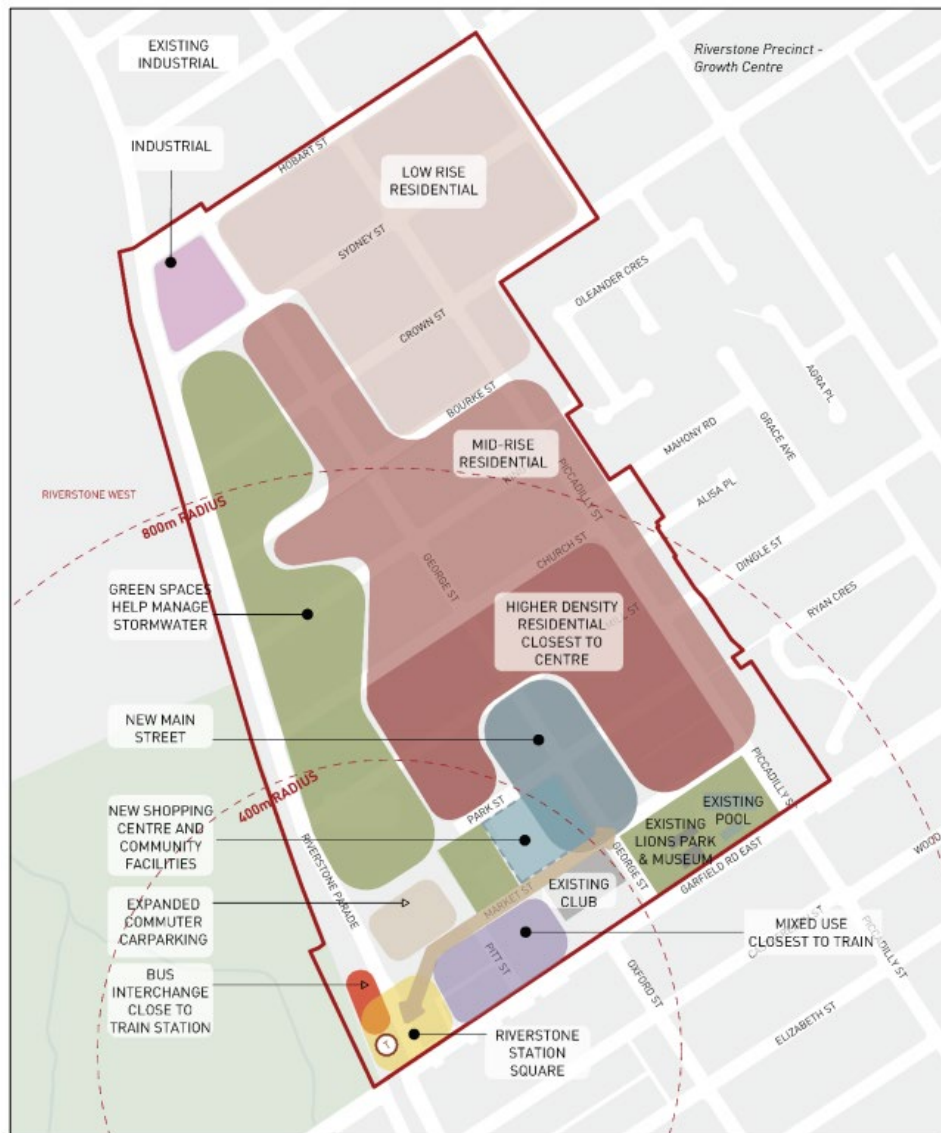 EXISTING
INDUSTRIAL
Riverstone Precinct -
Growth Centre
INDUSTRIAL
HOBART ST
LOW RISE
RESIDENTIAL
SYDNEY ST
OLEANDER CRES
CROWN ST
AGRA PL
BOURKE ST
GRACE AVE
MAHONY RD
MID-RISE
RESIDENTIAL
PICCADILLY ST
ALISA PL
RIVERSTONE WEST
800m RADIUS
CHURCH ST
DINGLE ST
GEORGE ST
RYAN CRES
GREEN SPACES
HELP MANAGE
STORMWATER
HIGHER DENSITY
RESIDENTIAL
CLOSEST TO
CENTRE
NEW MAIN
STREET
PICCADILLY ST
400m RADIUS
PARK ST
NEW SHOPPING
CENTRE AND
COMMUNITY
FACILITIES
EXISTING
POOL
EXISTING
LIONS PARK
& MUSEUM
GEORGE ST
GARFIELD RD EAST
RIVERSTONE PARADE
EXISTING
CLUB
MARKET ST
EXPANDED
COMMUTER
CARPARKING
MIXED USE
CLOSEST TO TRAIN
PITT ST
PICCADILLY ST
OXFORD ST
BUS
INTERCHANGE
CLOSE TO
TRAIN STATION
ELIZABETH ST
T
RIVERSTONE
STATION
SQUARE